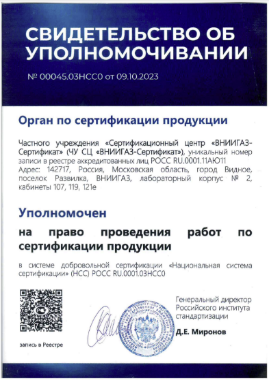 СВИДЕТЕЛЬСТВО ОБ
УПОЛНОМОЧИВАНИИ
№ 00045.03НСС0 от 09.10.2023
Орган по сертификации продукции
Частного учреждения «Сертификационный центр «ВНИИГАЗ-
Сертификат» (ЧУ СЦ «ВНИИГАЗ-Сертификат»), уникальный номер
записи в реестре аккредитованных лиц РОСС RU.0001.11АЮ11
Адрес: 142717, Россия, Московская область, город Видное,
поселок Развилка, ВНИИГАЗ, лабораторный корпус № 2,
кабинеты 107, 119, 121е
Уполномочен
на право проведения работ по
сертификации продукции
в системе добровольной сертификации «Национальная система
сертификации» (НСС) РОСС RU.0001.03НСС0
Генеральный директор
Российского института
стандартизации
Д.Е. Миронов
запись в Реестре